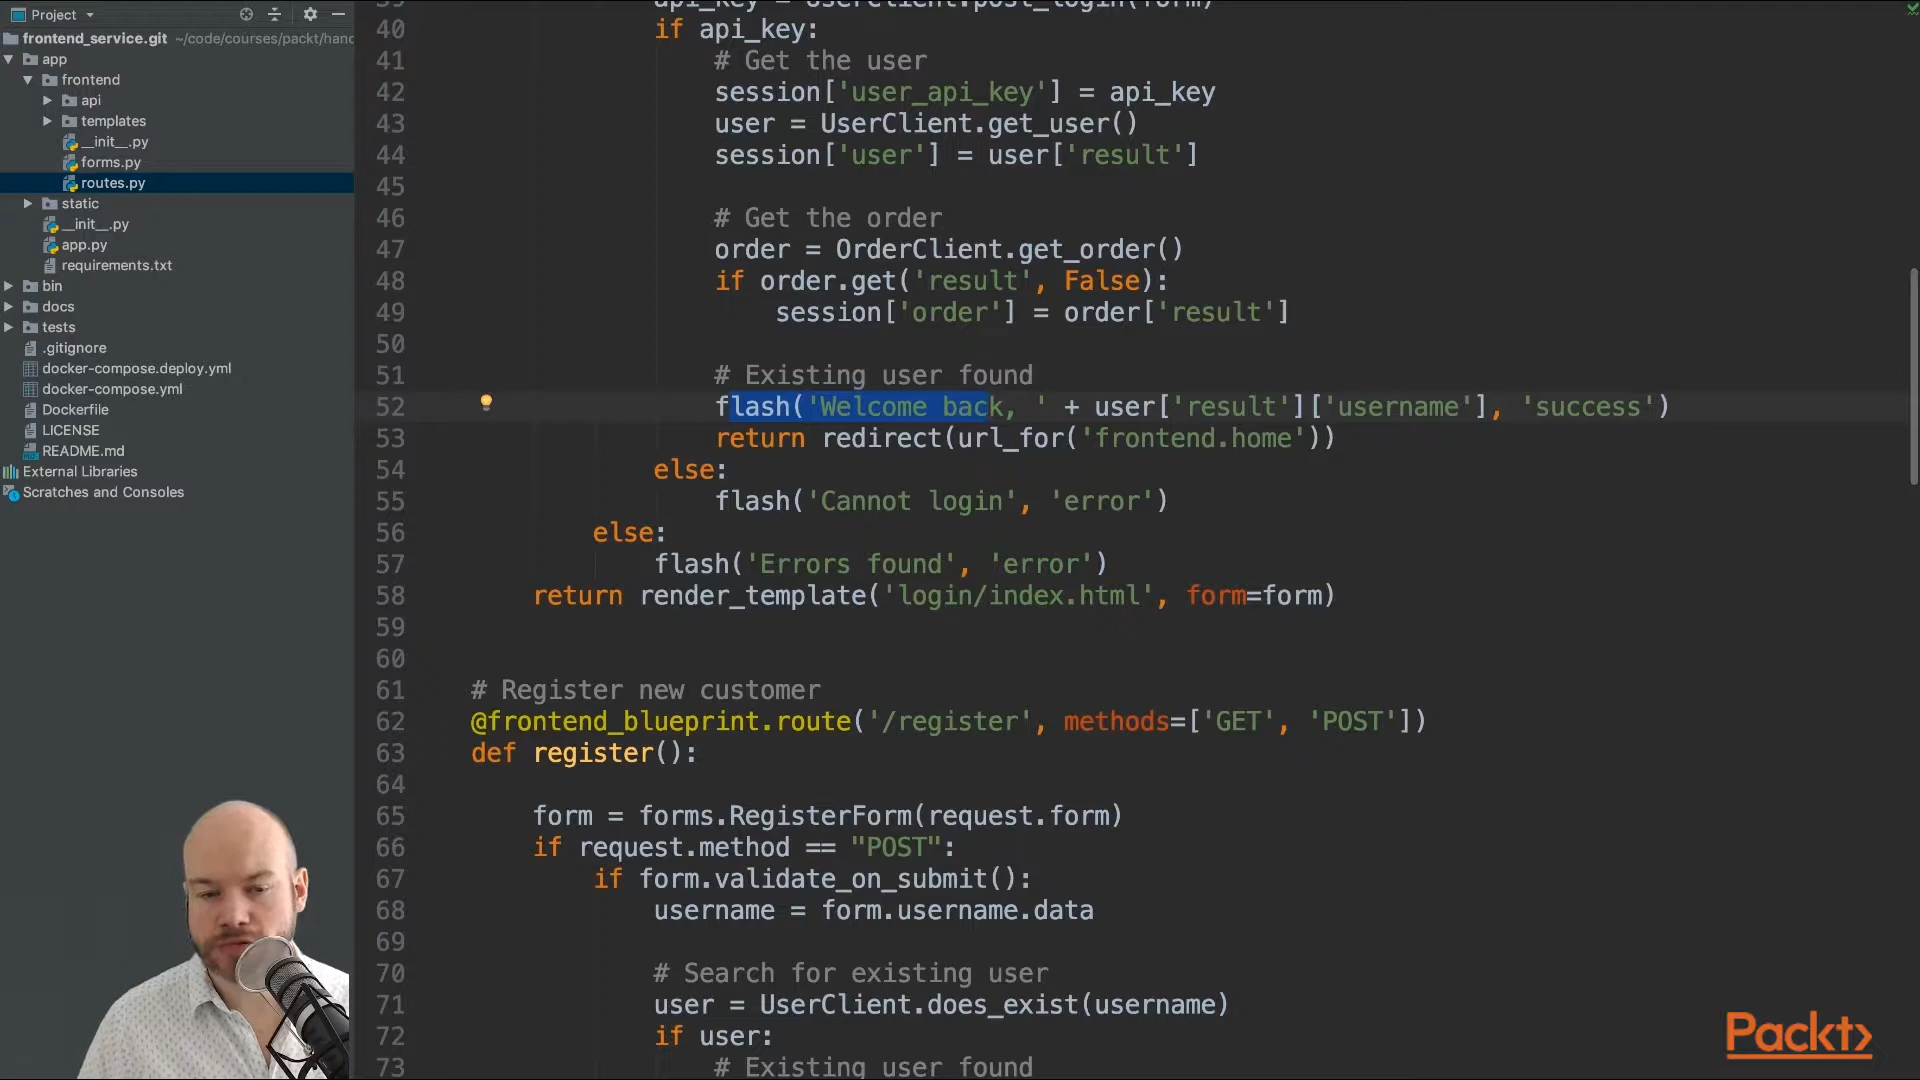 Project
frontend_service.git ~/code/courses/packt/hand
app
frontend
api
templates
__init__.py
forms.py
routes.py
static
__init__.py
app.py
requirements.txt
bin
docs
tests
.gitignore
docker-compose.deploy.yml
docker-compose.yml
Dockerfile
LICENSE
README.md
External Libraries
Scratches and Consoles
39 api_key = UserClient.post_login(form)
40 if api_key:
41 # Get the user
42 session['user_api_key'] = api_key
43 user = UserClient.get_user()
44 session['user'] = user['result']
45
46 # Get the order
47 order = OrderClient.get_order()
48 if order.get('result', False):
49 session['order'] = order['result']
50
51 # Existing user found
52 flash('Welcome back, ' + user['result']['username'], 'success')
53 return redirect(url_for('frontend.home'))
54 else:
55 flash('Cannot login', 'error')
56 else:
57 flash('Errors found', 'error')
58 return render_template('login/index.html', form=form)
59
60
61 # Register new customer
62 @frontend_blueprint.route('/register', methods=['GET', 'POST'])
63 def register():
64
65 form = forms.RegisterForm(request.form)
66 if request.method == "POST":
67 if form.validate_on_submit():
68 username = form.username.data
69
70 # Search for existing user
71 user = UserClient.does_exist(username)
72 if user:
73 # Existing user found
Packt>